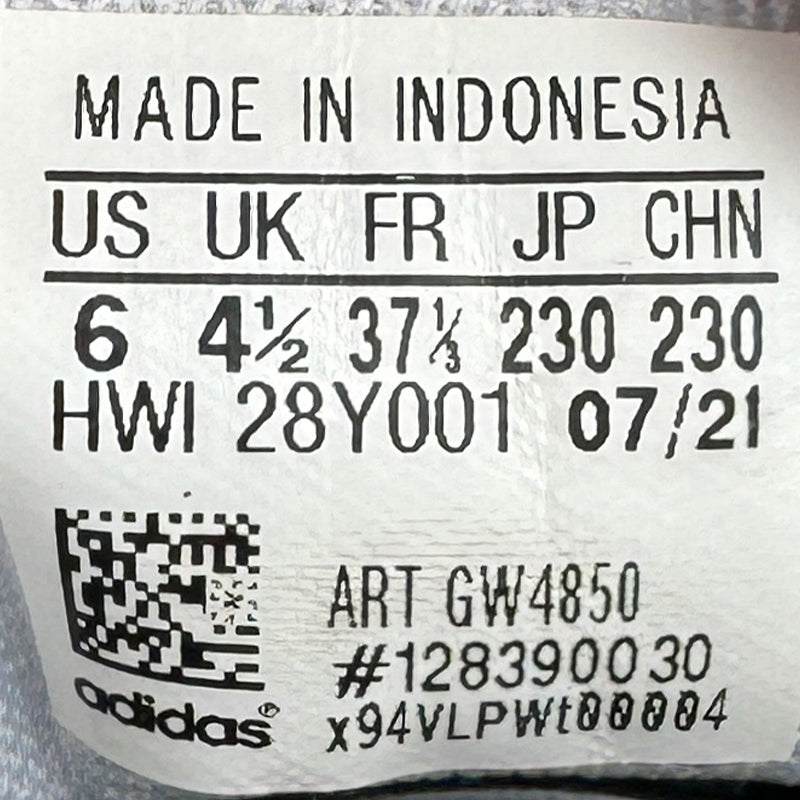 MADE IN INDONESIA
US UK FR JP CHN
6 4½ 37⅓ 230 230
HWI 28Y001 07/21
ART GW4850
#128390030
x94VLPWt00004
adidas®